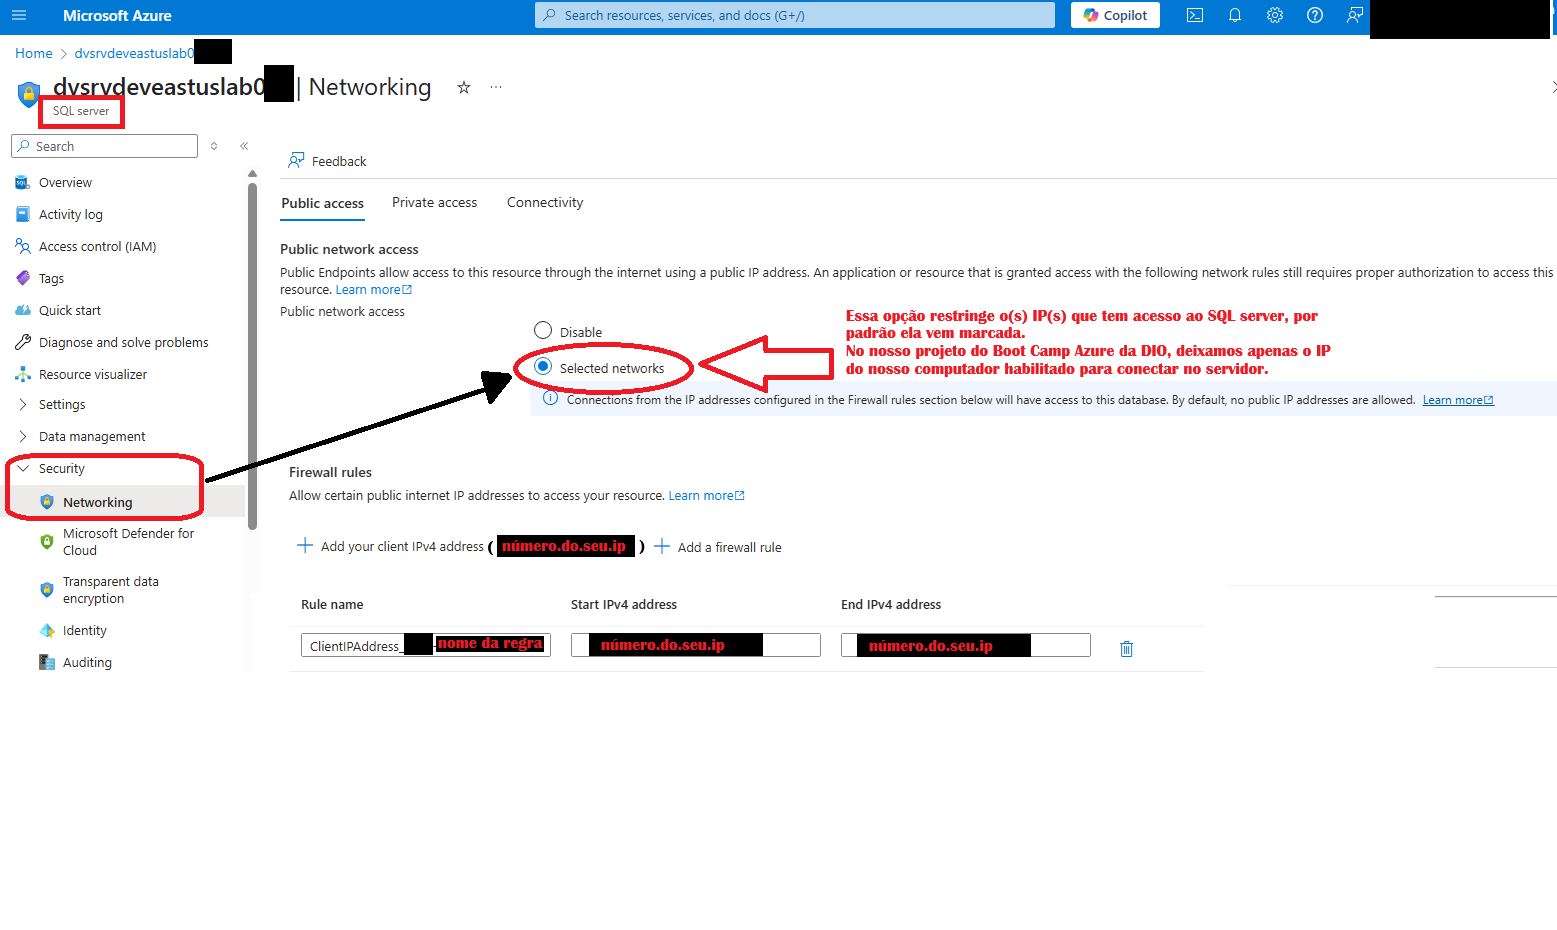 Microsoft Azure
Search resources, services, and docs (G+/)
Copilot
Home > dvsrvdeveastuslab0
dvsrvdeveastuslab0 | Networking
SQL server
Search
Overview
Activity log
Access control (IAM)
Tags
Quick start
Diagnose and solve problems
Resource visualizer
Settings
Data management
Security
Networking
Microsoft Defender for
Cloud
Transparent data
encryption
Identity
Auditing
Feedback
Public access Private access Connectivity
Public network access
Public Endpoints allow access to this resource through the internet using a public IP address. An application or resource that is granted access with the following network rules still requires proper authorization to access this
resource. Learn more
Public network access
Disable
Selected networks
Essa opção restringe o(s) IP(s) que tem acesso ao SQL server, por
padrão ela vem marcada.
No nosso projeto do Boot Camp Azure da DIO, deixamos apenas o IP
do nosso computador habilitado para conectar no servidor.
Connections from the IP addresses configured in the Firewall rules section below will have access to this database. By default, no public IP addresses are allowed. Learn more
Firewall rules
Allow certain public internet IP addresses to access your resource. Learn more
+ Add your client IPv4 address ( número.do.seu.ip ) + Add a firewall rule
Rule name Start IPv4 address End IPv4 address
ClientIPAddress_ - nome da regra número.do.seu.ip número.do.seu.ip